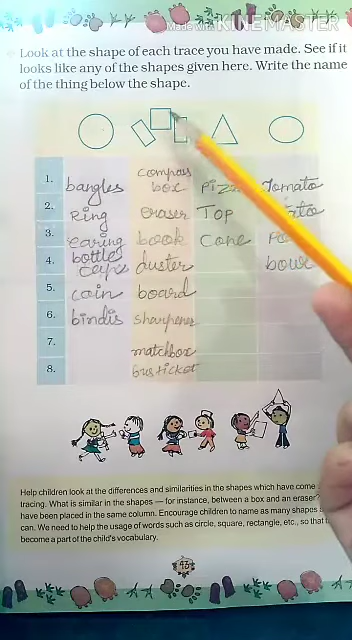 Made with KINEMASTER
Look at the shape of each trace you have made. See if it
looks like any of the shapes given here. Write the name
of the thing below the shape.
1. bangles compass box Pizza Tomato
2. Ring eraser TOP
3. earing book Cone
4. bottle caps duster bowl
5. coin board
6. bindis sharpener
7. matchbox
8. bus ticket
Help children look at the differences and similarities in the shapes which have come
tracing. What is similar in the shapes — for instance, between a box and an eraser?
have been placed in the same column. Encourage children to name as many shapes
can. We need to help the usage of words such as circle, square, rectangle, etc., so that
become a part of the child's vocabulary.
43